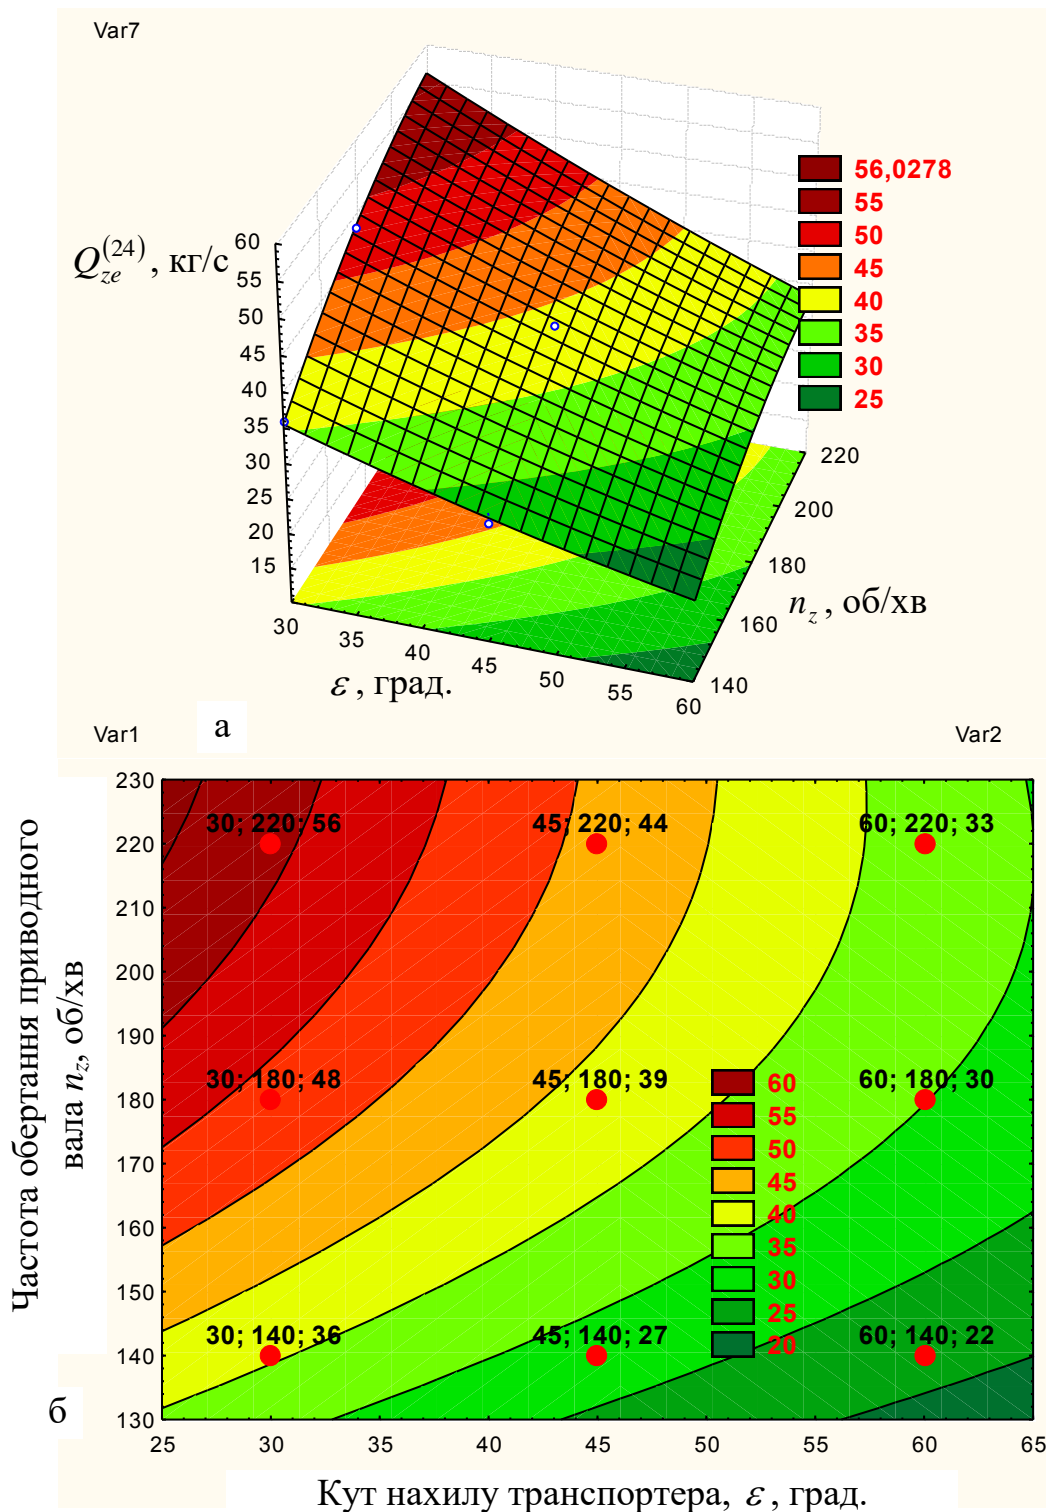 Var7
56,0278
55
50
45
40
35
30
25
Q_{ze}^{(24)}, кг/с
60
55
50
45
40
35
30
25
20
15
220
200
180
160
140
n_z, об/хв
30
35
40
45
50
55
60
ε, град.
а
Var1
Var2
Частота обертання приводного
вала n_z, об/хв
230
220
210
200
190
180
170
160
150
140
130
30; 220; 56
45; 220; 44
60; 220; 33
30; 180; 48
45; 180; 39
60; 180; 30
30; 140; 36
45; 140; 27
60; 140; 22
60
55
50
45
40
35
30
25
20
б
25
30
35
40
45
50
55
60
65
Кут нахилу транспортера, ε, град.